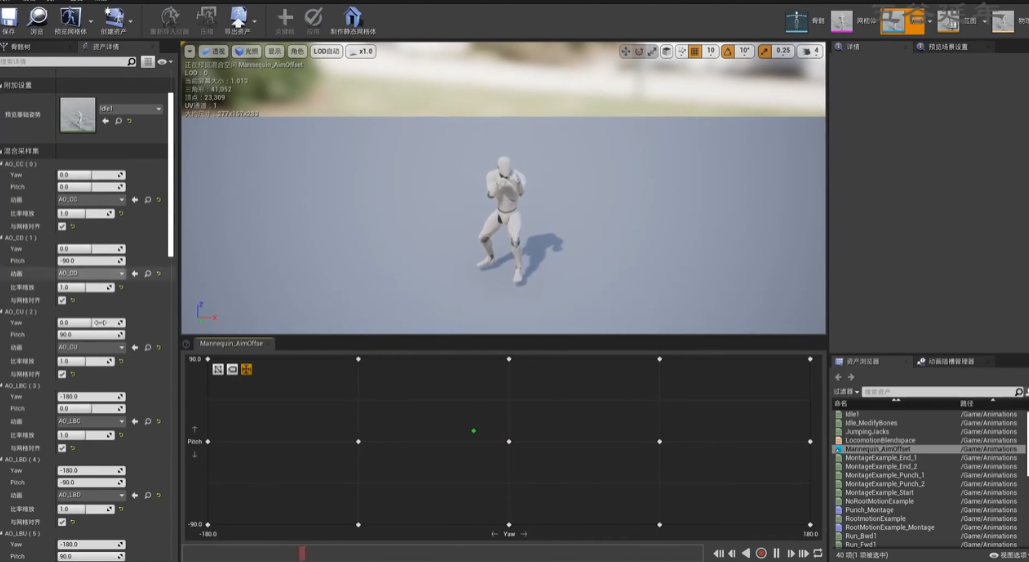 保存
浏览
预览网格体
创建资产
重新导入动画
压缩
导出资产
关键帧
应用
制作静态网格体
骨骼
网格体
动画
蓝图
物
骨骼树
资产详情
搜索详情
附加设置
预览基础姿势
Idle1
混合采样集
AO_CC ( 0 )
Yaw 0.0
Pitch 0.0
动画 AO_CC
比率缩放 1.0
与网格对齐
AO_CD ( 1 )
Yaw 0.0
Pitch -90.0
动画 AO_CD
比率缩放 1.0
与网格对齐
AO_CU ( 2 )
Yaw 0.0
Pitch 90.0
动画 AO_CU
比率缩放 1.0
与网格对齐
AO_LBC ( 3 )
Yaw -180.0
Pitch 0.0
动画 AO_LBC
比率缩放 1.0
与网格对齐
AO_LBD ( 4 )
Yaw -180.0
Pitch -90.0
动画 AO_LBD
比率缩放 1.0
与网格对齐
AO_LBU ( 5 )
Yaw -180.0
Pitch 90.0
透视 光照 显示 角色 LOD自动 x1.0
10 10° 0.25 4
正在预览混合空间 Mannequin_AimOffset
LOD : 0
当前屏幕大小 : 1.013
三角形 : 41,052
顶点 : 23,309
UV通道 : 1
大约尺寸 : 277x157x293
Z
X
Mannequin_AimOffse
90.0
Pitch
-90.0
-180.0
Yaw
180.0
详情
预览场景设置
资产浏览器
动画插槽管理器
过滤器 搜索资产
命名 路径
Idle1 /Game/Animations
Idle_ModifyBones /Game/Animations
JumpingJacks /Game/Animations
LocomotionBlendspace /Game/Animations
Mannequin_AimOffset /Game/Animations
MontageExample_End_1 /Game/Animations
MontageExample_End_2 /Game/Animations
MontageExample_Punch_1 /Game/Animations
MontageExample_Punch_2 /Game/Animations
MontageExample_Start /Game/Animations
NoRootMotionExample /Game/Animations
Punch_Montage /Game/Animations
RootmotionExample /Game/Animations
RootMotionExample_Montage /Game/Animations
Run_Bwd1 /Game/Animations
Run_Fwd1 /Game/Animations
40 项(1 项被选中)
视图选项